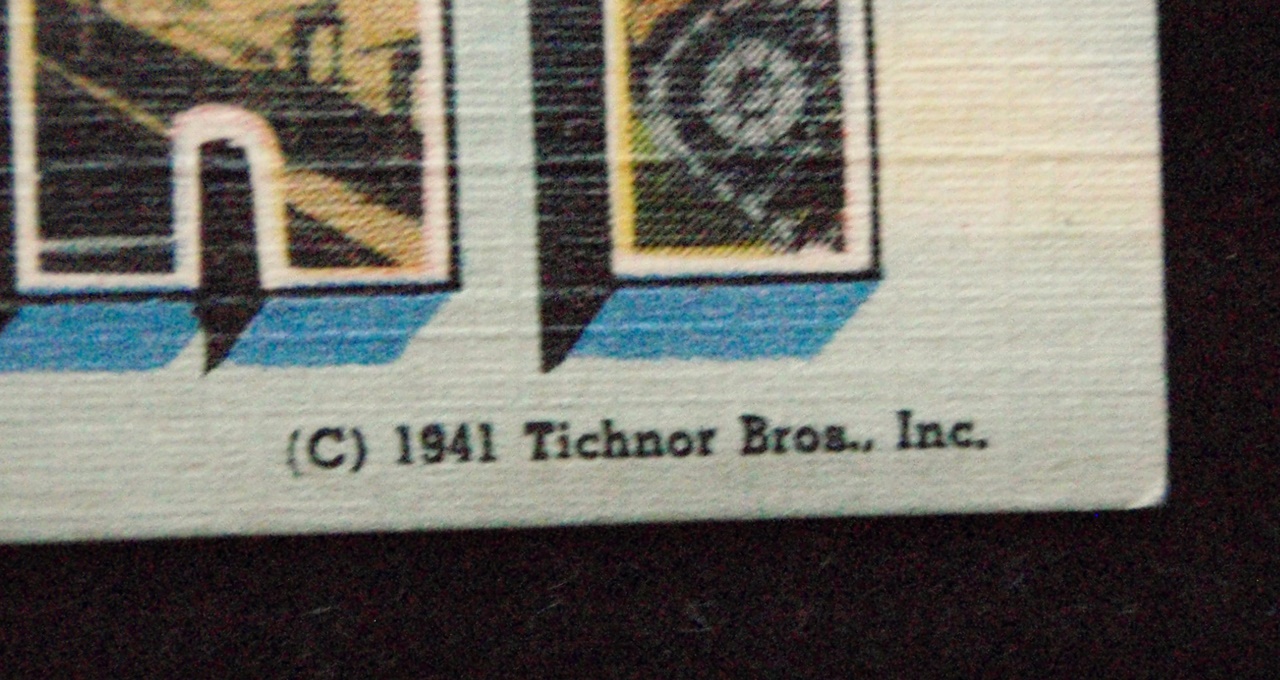 (C) 1941 Tichnor Bros., Inc.